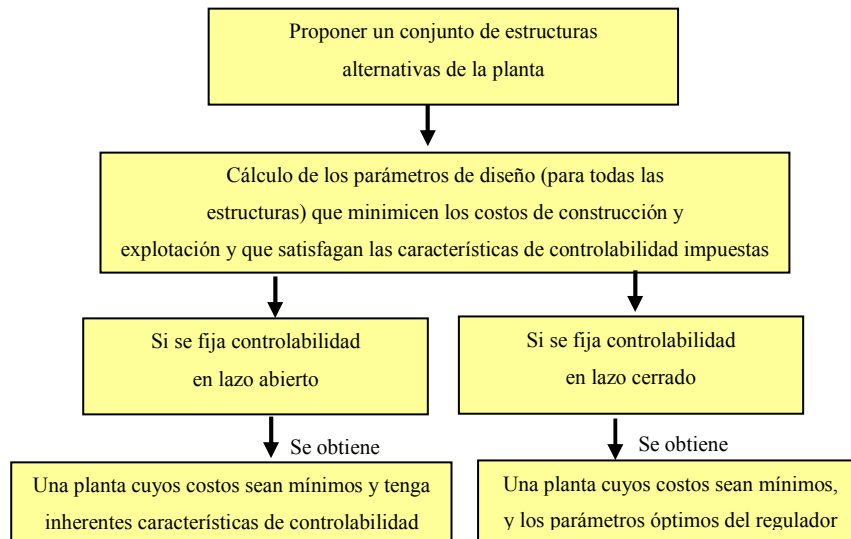 Proponer un conjunto de estructuras
alternativas de la planta
Cálculo de los parámetros de diseño (para todas las
estructuras) que minimicen los costos de construcción y
explotación y que satisfagan las características de controlabilidad impuestas
Si se fija controlabilidad
en lazo abierto
Si se fija controlabilidad
en lazo cerrado
Se obtiene
Se obtiene
Una planta cuyos costos sean mínimos y tenga
inherentes características de controlabilidad
Una planta cuyos costos sean mínimos,
y los parámetros óptimos del regulador